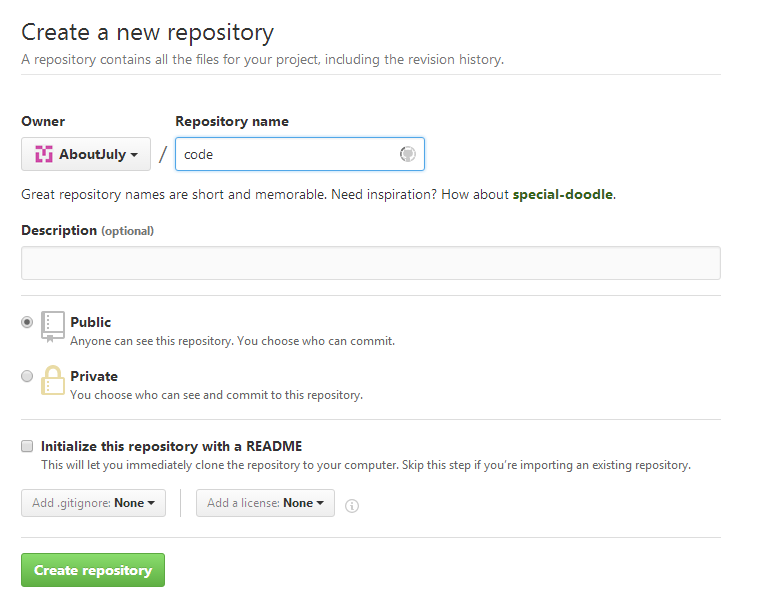 Create a new repository
A repository contains all the files for your project, including the revision history.
Owner Repository name
AboutJuly / code
Great repository names are short and memorable. Need inspiration? How about special-doodle.
Description (optional)
Public
Anyone can see this repository. You choose who can commit.
Private
You choose who can see and commit to this repository.
Initialize this repository with a README
This will let you immediately clone the repository to your computer. Skip this step if you're importing an existing repository.
Add .gitignore: None Add a license: None
Create repository